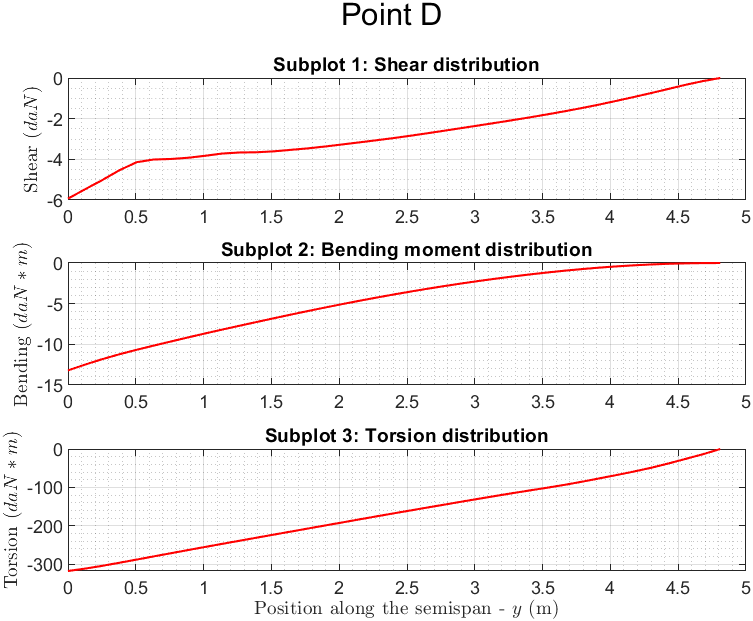 Point D
Subplot 1: Shear distribution
Shear (daN)
0
-2
-4
-6
0 0.5 1 1.5 2 2.5 3 3.5 4 4.5 5
Subplot 2: Bending moment distribution
Bending (daN * m)
0
-5
-10
-15
0 0.5 1 1.5 2 2.5 3 3.5 4 4.5 5
Subplot 3: Torsion distribution
Torsion (daN * m)
0
-100
-200
-300
0 0.5 1 1.5 2 2.5 3 3.5 4 4.5 5
Position along the semispan - y (m)